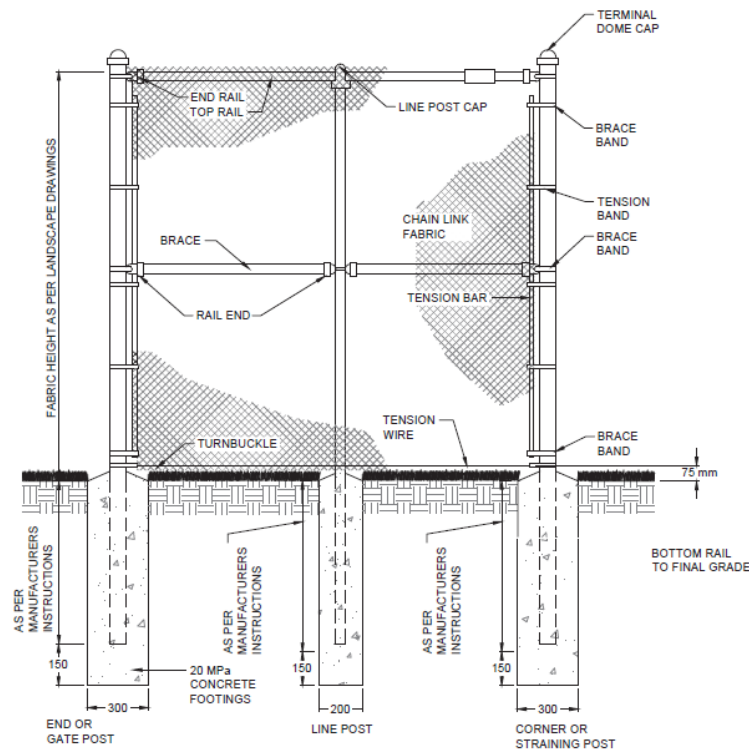 TERMINAL
DOME CAP
END RAIL
TOP RAIL
LINE POST CAP
BRACE
BAND
FABRIC HEIGHT AS PER LANDSCAPE DRAWINGS
TENSION
BAND
CHAIN LINK
FABRIC
BRACE
BRACE
BAND
TENSION BAR
RAIL END
TENSION
WIRE
TURNBUCKLE
BRACE
BAND
75 mm
AS PER
MANUFACTURERS
INSTRUCTIONS
AS PER
MANUFACTURERS
INSTRUCTIONS
AS PER
MANUFACTURERS
INSTRUCTIONS
BOTTOM RAIL
TO FINAL GRADE
150
20 MPa
CONCRETE
FOOTINGS
150
150
300
200
300
END OR
GATE POST
LINE POST
CORNER OR
STRAINING POST